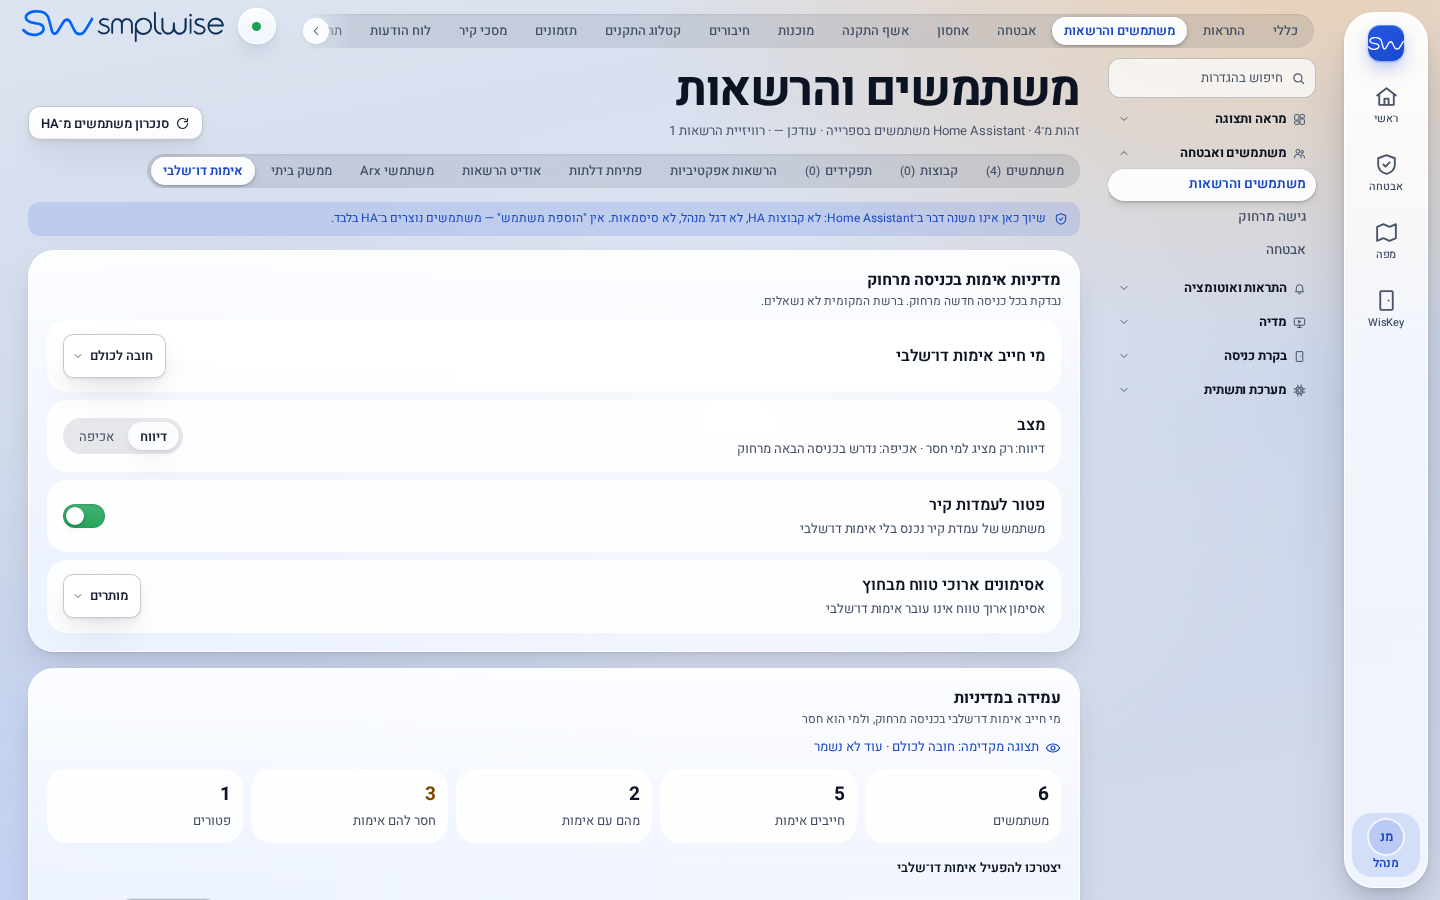 smplwise
כללי
התראות
משתמשים והרשאות
אבטחה
אחסון
אשף התקנה
מוכנות
חיבורים
קטלוג התקנים
תזמונים
מסכי קיר
לוח הודעות
SW
ראשי
אבטחה
מפה
WisKey
מנ
מנהל
חיפוש בהגדרות
מראה ותצוגה
משתמשים ואבטחה
משתמשים והרשאות
גישה מרחוק
אבטחה
התראות ואוטומציה
מדיה
בקרת כניסה
מערכת ותשתית
משתמשים והרשאות
זהות מ־Home Assistant · 4 משתמשים בספרייה · עודכן — · רוויזיית הרשאות 1
סנכרון משתמשים מ־HA
משתמשים (4)
קבוצות (0)
תפקידים (0)
הרשאות אפקטיביות
פתיחת דלתות
אודיט הרשאות
משתמשי Arx
ממשק ביתי
אימות דו־שלבי
שיוך כאן אינו משנה דבר ב־Home Assistant: לא קבוצות HA, לא דגל מנהל, לא סיסמאות. אין "הוספת משתמש" — משתמשים נוצרים ב־HA בלבד.
מדיניות אימות בכניסה מרחוק
נבדקת בכל כניסה חדשה מרחוק. ברשת המקומית לא נשאלים.
מי חייב אימות דו־שלבי
חובה לכולם
מצב
דיווח: רק מציג למי חסר · אכיפה: נדרש בכניסה הבאה מרחוק
דיווח
אכיפה
פטור לעמדות קיר
משתמש של עמדת קיר נכנס בלי אימות דו־שלבי
אסימונים ארוכי טווח מבחוץ
אסימון ארוך טווח אינו עובר אימות דו־שלבי
מותרים
עמידה במדיניות
מי חייב אימות דו־שלבי בכניסה מרחוק, ולמי הוא חסר
תצוגה מקדימה: חובה לכולם · עוד לא נשמר
6
משתמשים
5
חייבים אימות
2
מהם עם אימות
3
חסר להם אימות
1
פטורים
יצטרכו להפעיל אימות דו־שלבי